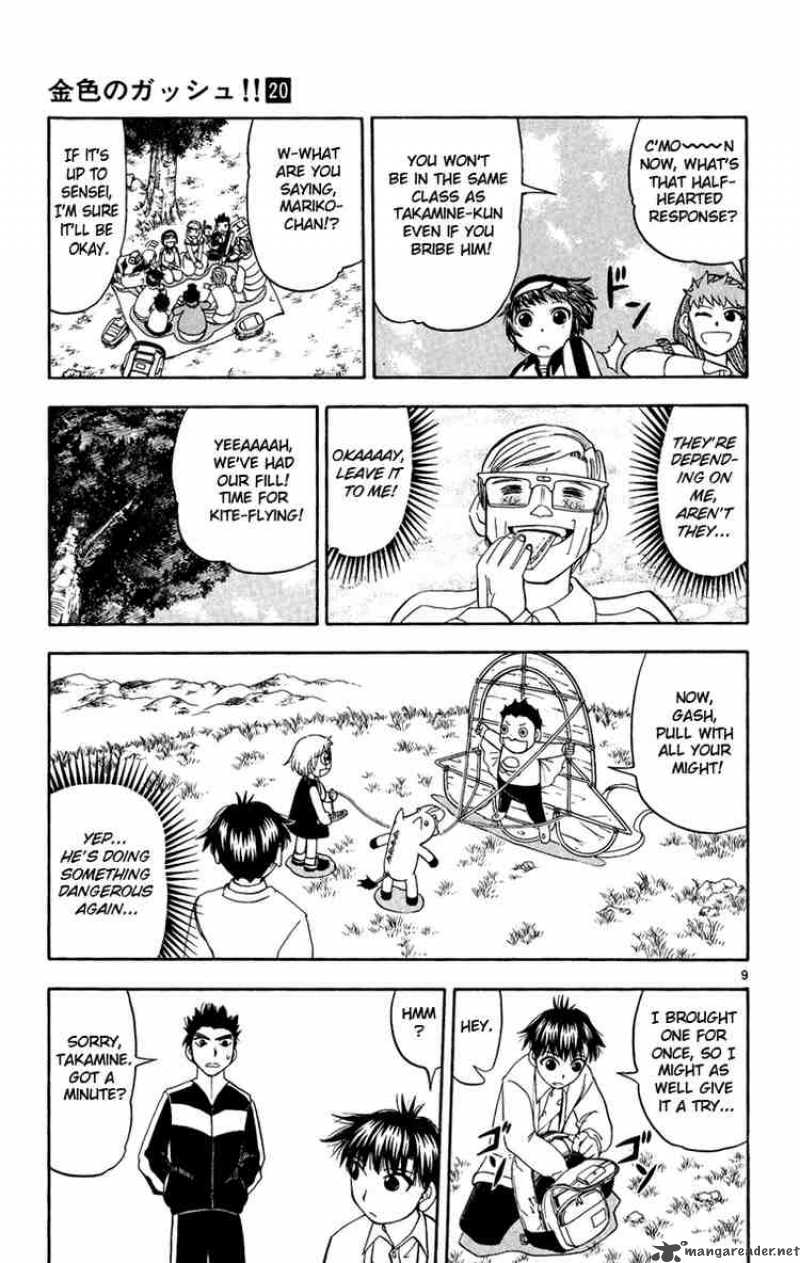 金色のガッシュ!! 20
C'MO~~~N
NOW, WHAT'S
THAT HALF-
HEARTED
RESPONSE?
YOU WON'T
BE IN THE SAME
CLASS AS
TAKAMINE-KUN
EVEN IF YOU
BRIBE HIM!
ドン
W-WHAT
ARE YOU
SAYING,
MARIKO-
CHAN!?
IF IT'S
UP TO
SENSEI,
I'M SURE
IT'LL BE
OKAY.
THEY'RE
DEPEND-
ING ON
ME,
AREN'T
THEY...
OKAAAAY,
LEAVE IT
TO ME!
YEEAAAAH,
WE'VE HAD
OUR FILL!
TIME FOR
KITE-FLYING!
NOW,
GASH,
PULL WITH
ALL YOUR
MIGHT!
YEP...
HE'S DOING
SOMETHING
DANGEROUS
AGAIN...
9
I BROUGHT
ONE FOR
ONCE, SO I
MIGHT AS
WELL GIVE
IT A TRY...
HEY.
HMM
?
SORRY,
TAKAMINE.
GOT A
MINUTE?
mangareader.net